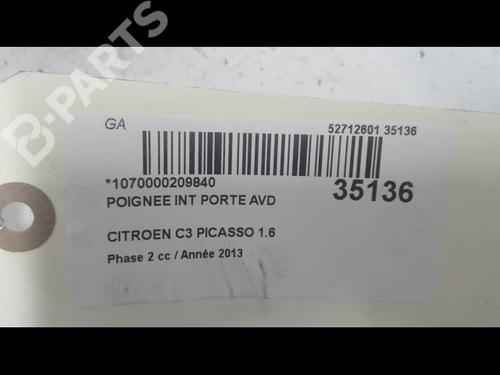 B-PARTS
GA
52712601 35136
*1070000209840
35136
POIGNEE INT PORTE AVD
CITROEN C3 PICASSO 1.6
Phase 2 cc / Année 2013